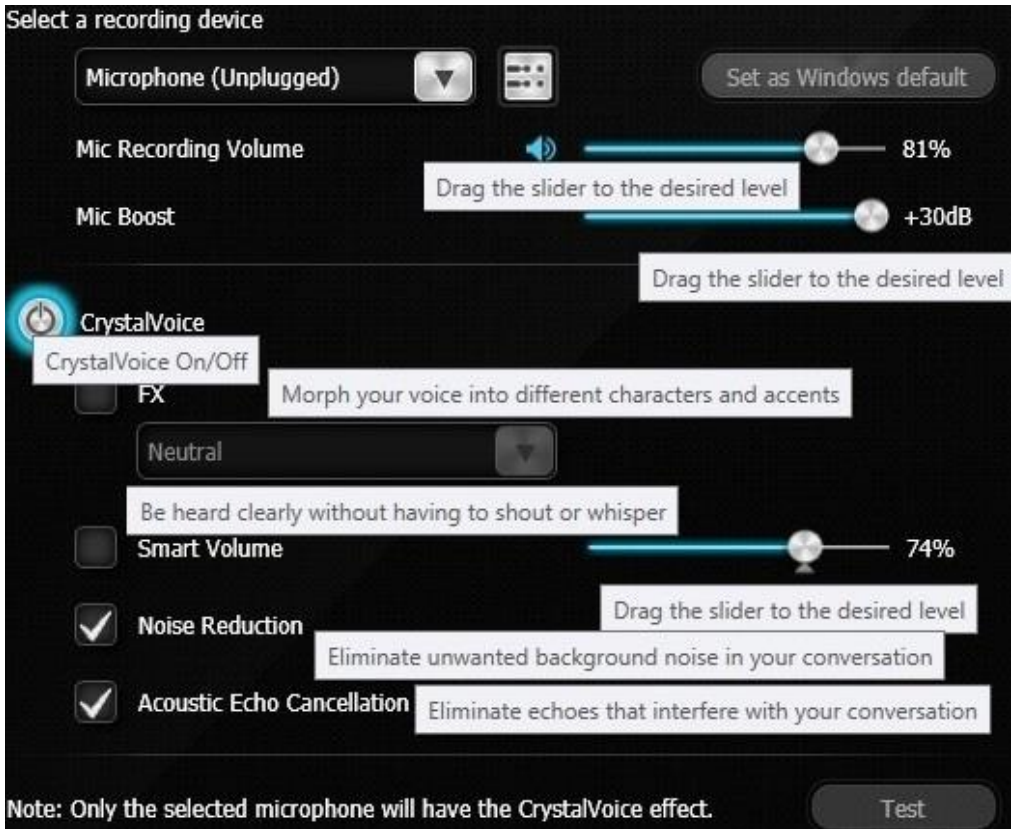 Select a recording device
Microphone (Unplugged)
Set as Windows default
Mic Recording Volume
81%
Drag the slider to the desired level
Mic Boost
+30dB
Drag the slider to the desired level
CrystalVoice
CrystalVoice On/Off
FX
Morph your voice into different characters and accents
Neutral
Be heard clearly without having to shout or whisper
Smart Volume
74%
Drag the slider to the desired level
Noise Reduction
Eliminate unwanted background noise in your conversation
Acoustic Echo Cancellation
Eliminate echoes that interfere with your conversation
Note: Only the selected microphone will have the CrystalVoice effect.
Test